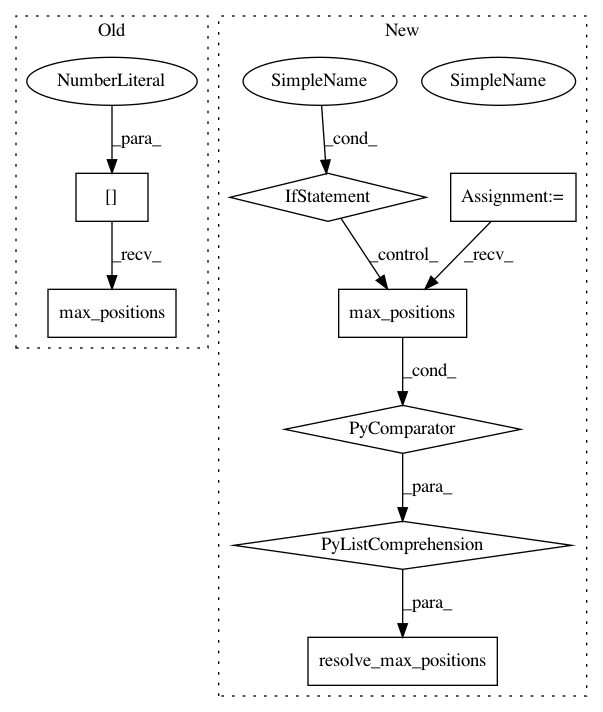 Old
New
NumberLiteral
SimpleName
SimpleName
_para_
_cond_
[]
IfStatement
Assignment:=
_recv_
_control_
_recv_
max_positions
max_positions
_cond_
PyComparator
_para_
PyListComprehension
_para_
resolve_max_positions